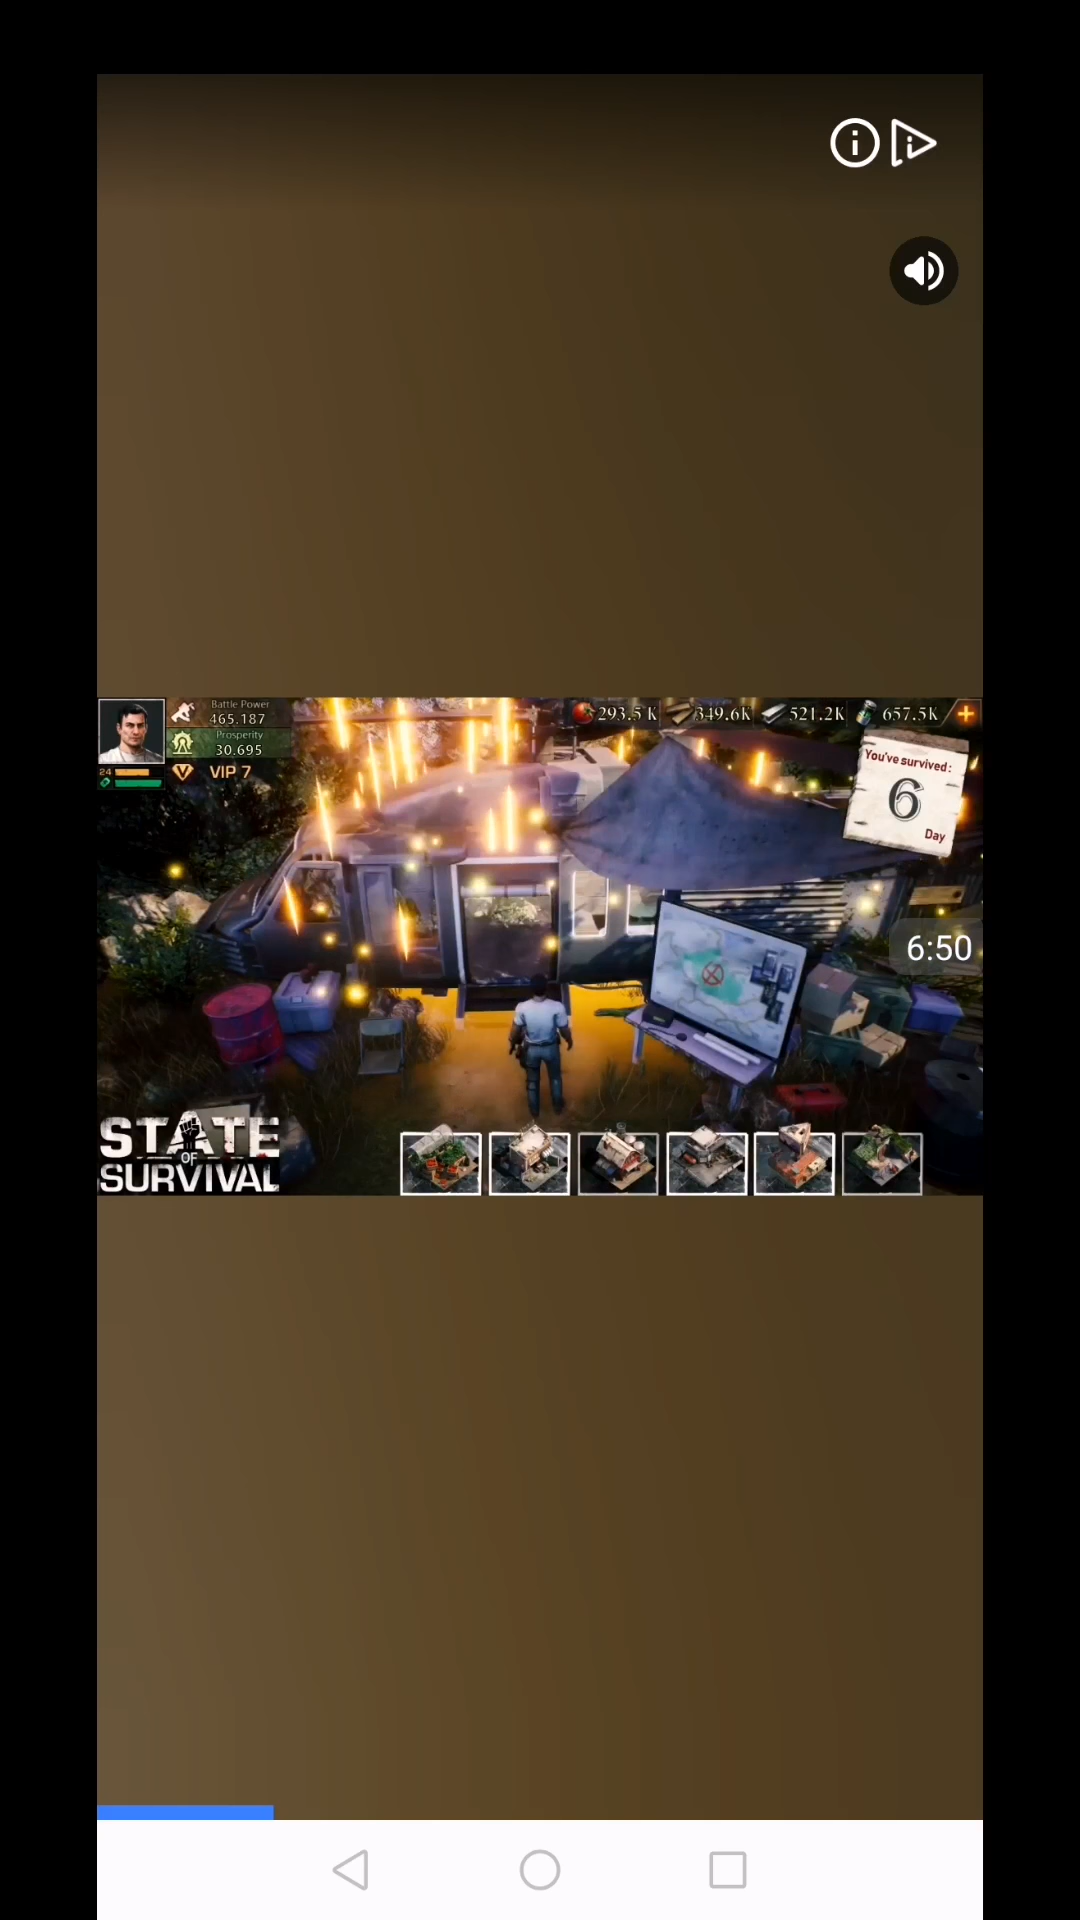 Battle Power
465.187
Prosperity
30.695
24
VIP 7
293.5 K
349.6K
521.2K
657.5K
You've survived:
6
Day
6:50
STATE
OF
SURVIVAL